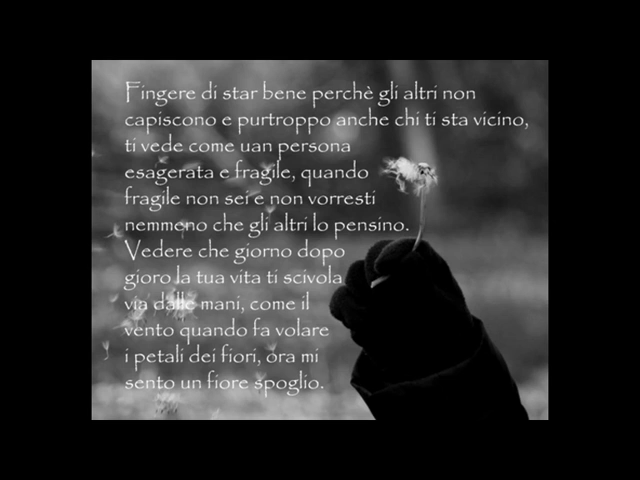 Fingere di star bene perchè gli altri non
capiscono e purtroppo anche chi ti sta vicino,
ti vede come uan persona
esagerata e fragile, quando
fragile non sei e non vorresti
nemmeno che gli altri lo pensino.
Vedere che giorno dopo
gioro la tua vita ti scivola
via dalle mani, come il
vento quando fa volare
i petali dei fiori, ora mi
sento un fiore spoglio.